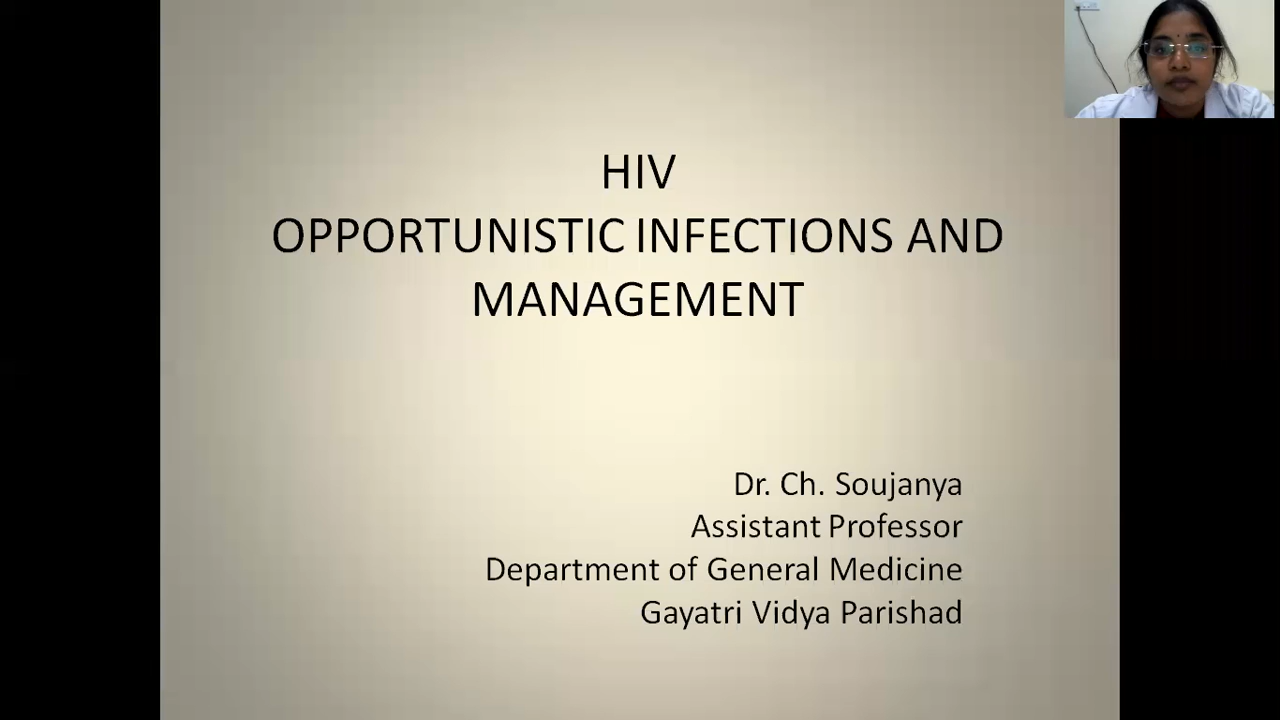 HIV
OPPORTUNISTIC INFECTIONS AND
MANAGEMENT
Dr. Ch. Soujanya
Assistant Professor
Department of General Medicine
Gayatri Vidya Parishad